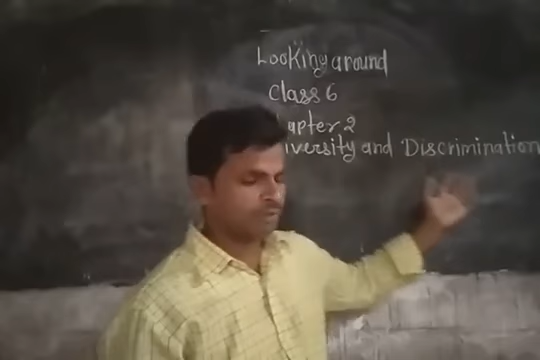 Looking around
Class 6
apter 2
iversity and Discrimination